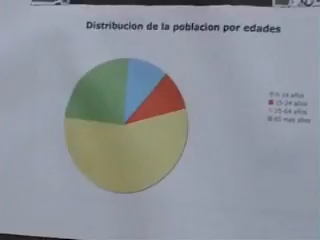 Distribucion de la poblacion por edades
0-14 años
15-24 años
25-64 años
65 mas años